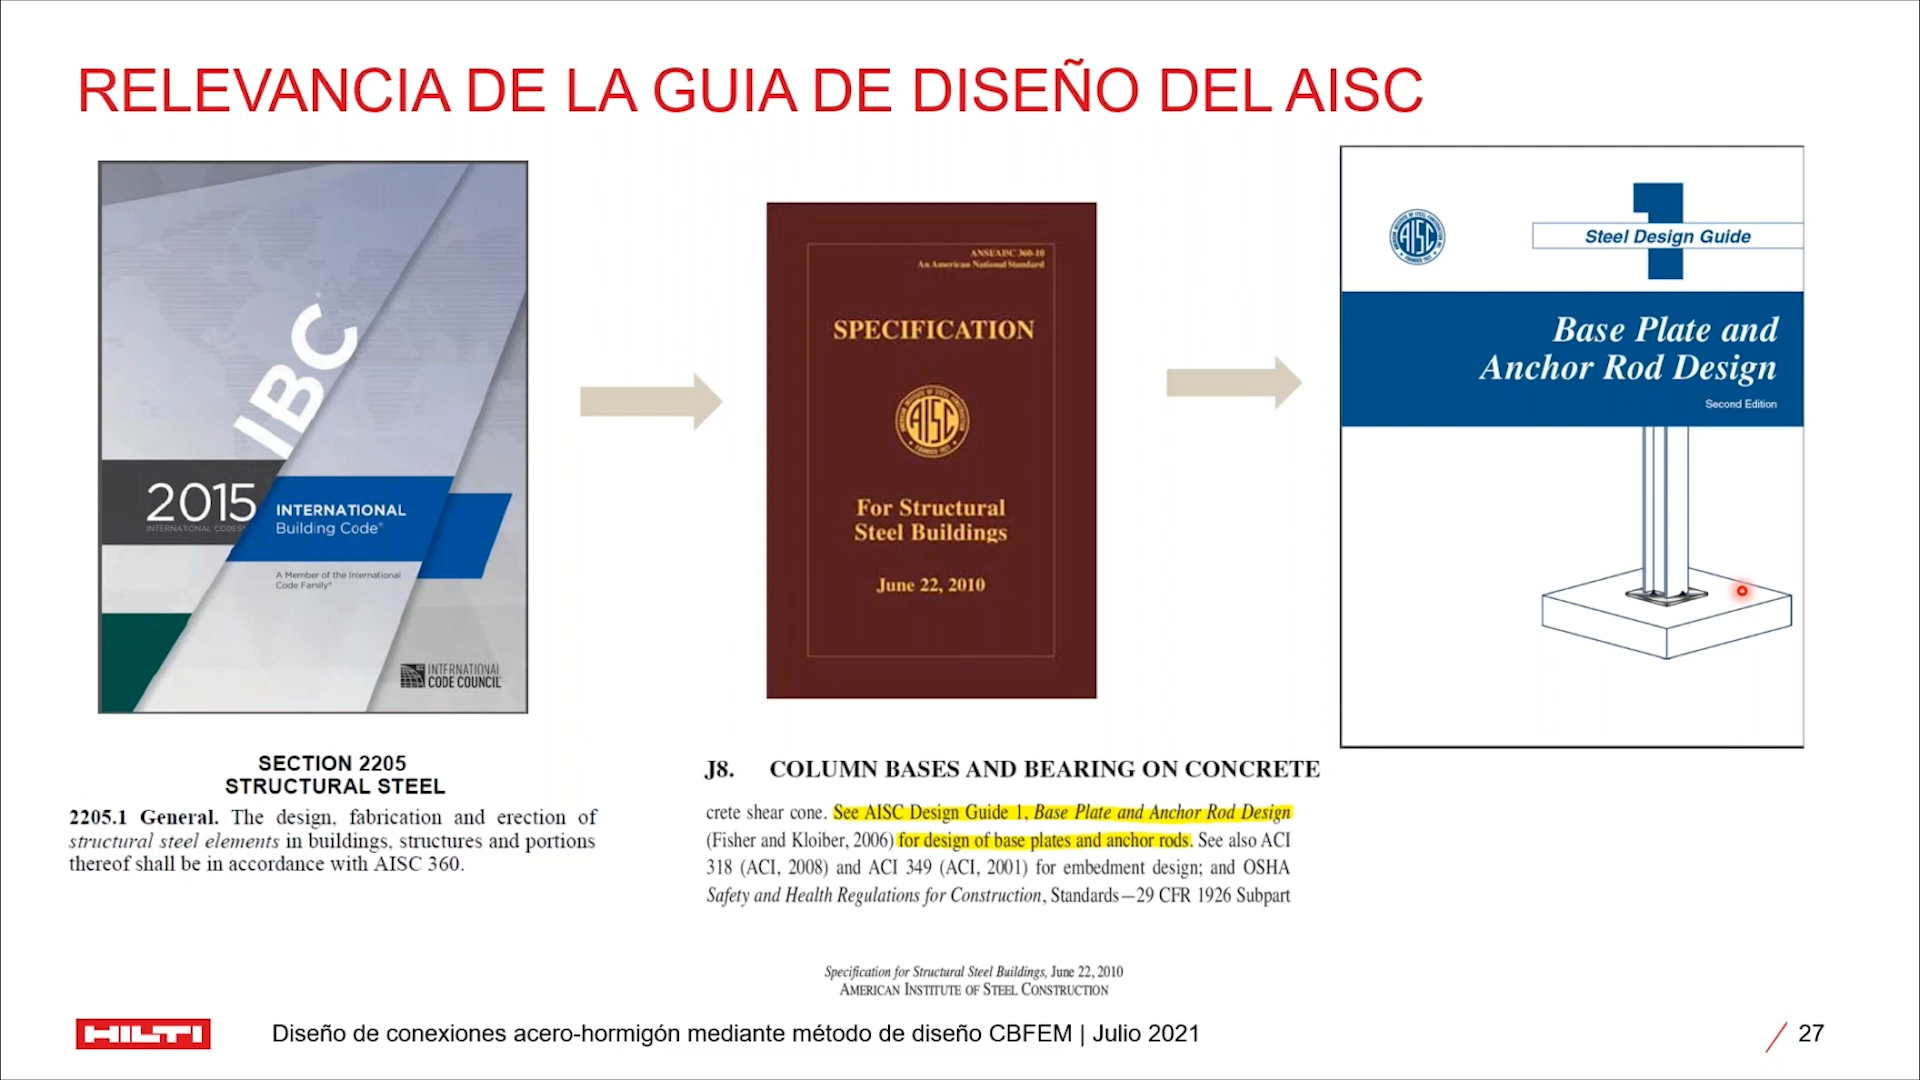 RELEVANCIA DE LA GUIA DE DISEÑO DEL AISC
IBC
2015
INTERNATIONAL CODES®
INTERNATIONAL
Building Code®
A Member of the International
Code Family®
INTERNATIONAL
CODE COUNCIL
SECTION 2205
STRUCTURAL STEEL
2205.1 General. The design, fabrication and erection of
structural steel elements in buildings, structures and portions
thereof shall be in accordance with AISC 360.
ANSI/AISC 360-10
An American National Standard
SPECIFICATION
AISC
For Structural
Steel Buildings
June 22, 2010
J8. COLUMN BASES AND BEARING ON CONCRETE
crete shear cone. See AISC Design Guide 1, Base Plate and Anchor Rod Design
(Fisher and Kloiber, 2006) for design of base plates and anchor rods. See also ACI
318 (ACI, 2008) and ACI 349 (ACI, 2001) for embedment design; and OSHA
Safety and Health Regulations for Construction, Standards—29 CFR 1926 Subpart
Specification for Structural Steel Buildings, June 22, 2010
AMERICAN INSTITUTE OF STEEL CONSTRUCTION
AISC
1
Steel Design Guide
Base Plate and
Anchor Rod Design
Second Edition
HILTI
Diseño de conexiones acero-hormigón mediante método de diseño CBFEM | Julio 2021
27